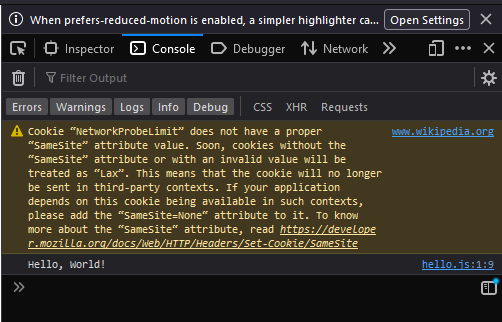 When prefers-reduced-motion is enabled, a simpler highlighter ca... Open Settings
Inspector Console Debugger Network
Filter Output
Errors Warnings Logs Info Debug CSS XHR Requests
Cookie “NetworkProbeLimit” does not have a proper www.wikipedia.org
“SameSite” attribute value. Soon, cookies without the
“SameSite” attribute or with an invalid value will be
treated as “Lax”. This means that the cookie will no longer
be sent in third-party contexts. If your application
depends on this cookie being available in such contexts,
please add the “SameSite=None“ attribute to it. To know
more about the “SameSite“ attribute, read https://develope
r.mozilla.org/docs/Web/HTTP/Headers/Set-Cookie/SameSite
Hello, World! hello.js:1:9